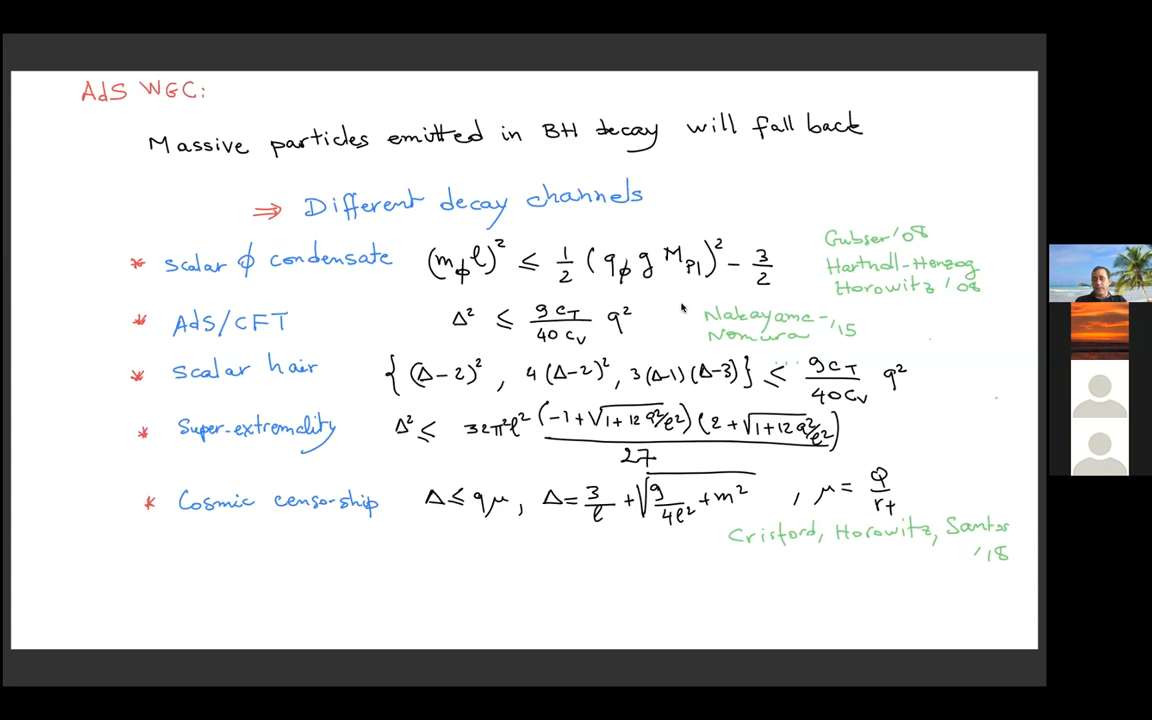 AdS WGC:
Massive particles emitted in BH decay will fall back
⇒ Different decay channels
* scalar ϕ condensate (m_ϕ l)² ≤ 1/2 (q_ϕ g M_Pl)² − 3/2
Gubser '08
Hartnoll-Herzog
Horowitz '08
* AdS/CFT Δ² ≤ 9c_T/40c_V q²
Nakayama-
Nomura '15
* Scalar hair {(Δ-2)², 4(Δ-2)², 3(Δ-1)(Δ-3)} ≤ 9c_T/40c_V q²
* Super-extremality Δ² ≤ 32π²l² (-1+√(1+12q²/l²))(2+√(1+12q²/l²))/27
* Cosmic censorship Δ ≤ qμ, Δ = 3/l + √(9/4l² + m²), μ = Q/r₊
Crisford, Horowitz, Santos
'18